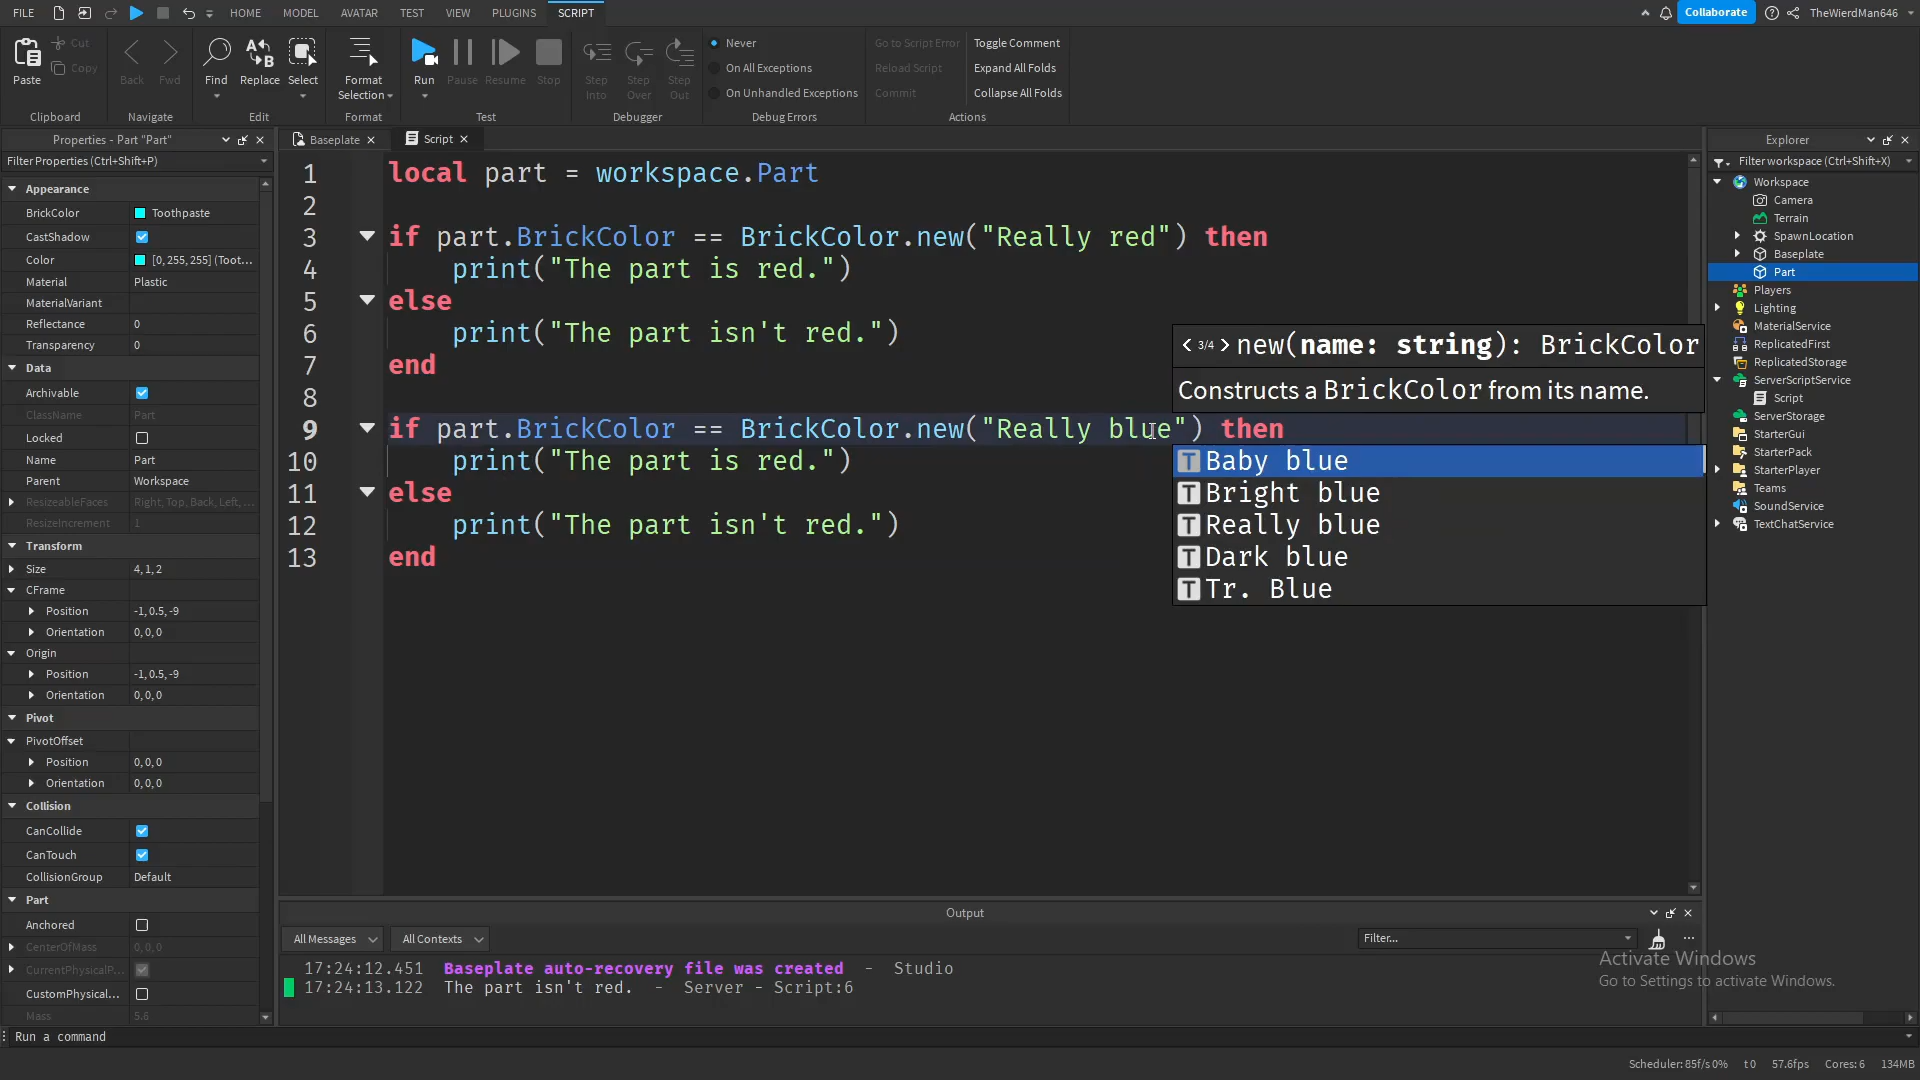 FILE HOME MODEL AVATAR TEST VIEW PLUGINS SCRIPT Collaborate TheWierdMan646
Paste Cut Copy Back Fwd Find Replace Select Format Selection Run Pause Resume Stop Step Into Step Over Step Out
Never
On All Exceptions
On Unhandled Exceptions
Go to Script Error
Reload Script
Commit
Toggle Comment
Expand All Folds
Collapse All Folds
Clipboard Navigate Edit Format Test Debugger Debug Errors Actions
Properties - Part "Part"
Filter Properties (Ctrl+Shift+P)
Appearance
BrickColor Toothpaste
CastShadow
Color [0, 255, 255] (Toot...
Material Plastic
MaterialVariant
Reflectance 0
Transparency 0
Data
Archivable
ClassName Part
Locked
Name Part
Parent Workspace
ResizeableFaces Right, Top, Back, Left, ...
ResizeIncrement 1
Transform
Size 4, 1, 2
CFrame
Position -1, 0.5, -9
Orientation 0, 0, 0
Origin
Position -1, 0.5, -9
Orientation 0, 0, 0
Pivot
PivotOffset
Position 0, 0, 0
Orientation 0, 0, 0
Collision
CanCollide
CanTouch
CollisionGroup Default
Part
Anchored
CenterOfMass 0, 0, 0
CurrentPhysicalP...
CustomPhysical...
Mass 5.6
Baseplate Script
1 local part = workspace.Part
2
3 if part.BrickColor == BrickColor.new("Really red") then
4 print("The part is red.")
5 else
6 print("The part isn't red.")
7 end
8
9 if part.BrickColor == BrickColor.new("Really blue") then
10 print("The part is red.")
11 else
12 print("The part isn't red.")
13 end
< 3/4 > new(name: string): BrickColor
Constructs a BrickColor from its name.
T Baby blue
T Bright blue
T Really blue
T Dark blue
T Tr. Blue
Explorer
Filter workspace (Ctrl+Shift+X)
Workspace
Camera
Terrain
SpawnLocation
Baseplate
Part
Players
Lighting
MaterialService
ReplicatedFirst
ReplicatedStorage
ServerScriptService
Script
ServerStorage
StarterGui
StarterPack
StarterPlayer
Teams
SoundService
TextChatService
Output
All Messages All Contexts Filter... ...
17:24:12.451 Baseplate auto-recovery file was created - Studio
17:24:13.122 The part isn't red. - Server - Script:6
Activate Windows
Go to Settings to activate Windows.
Run a command
Scheduler: 85f/s 0% t 0 57.6fps Cores: 6 134MB